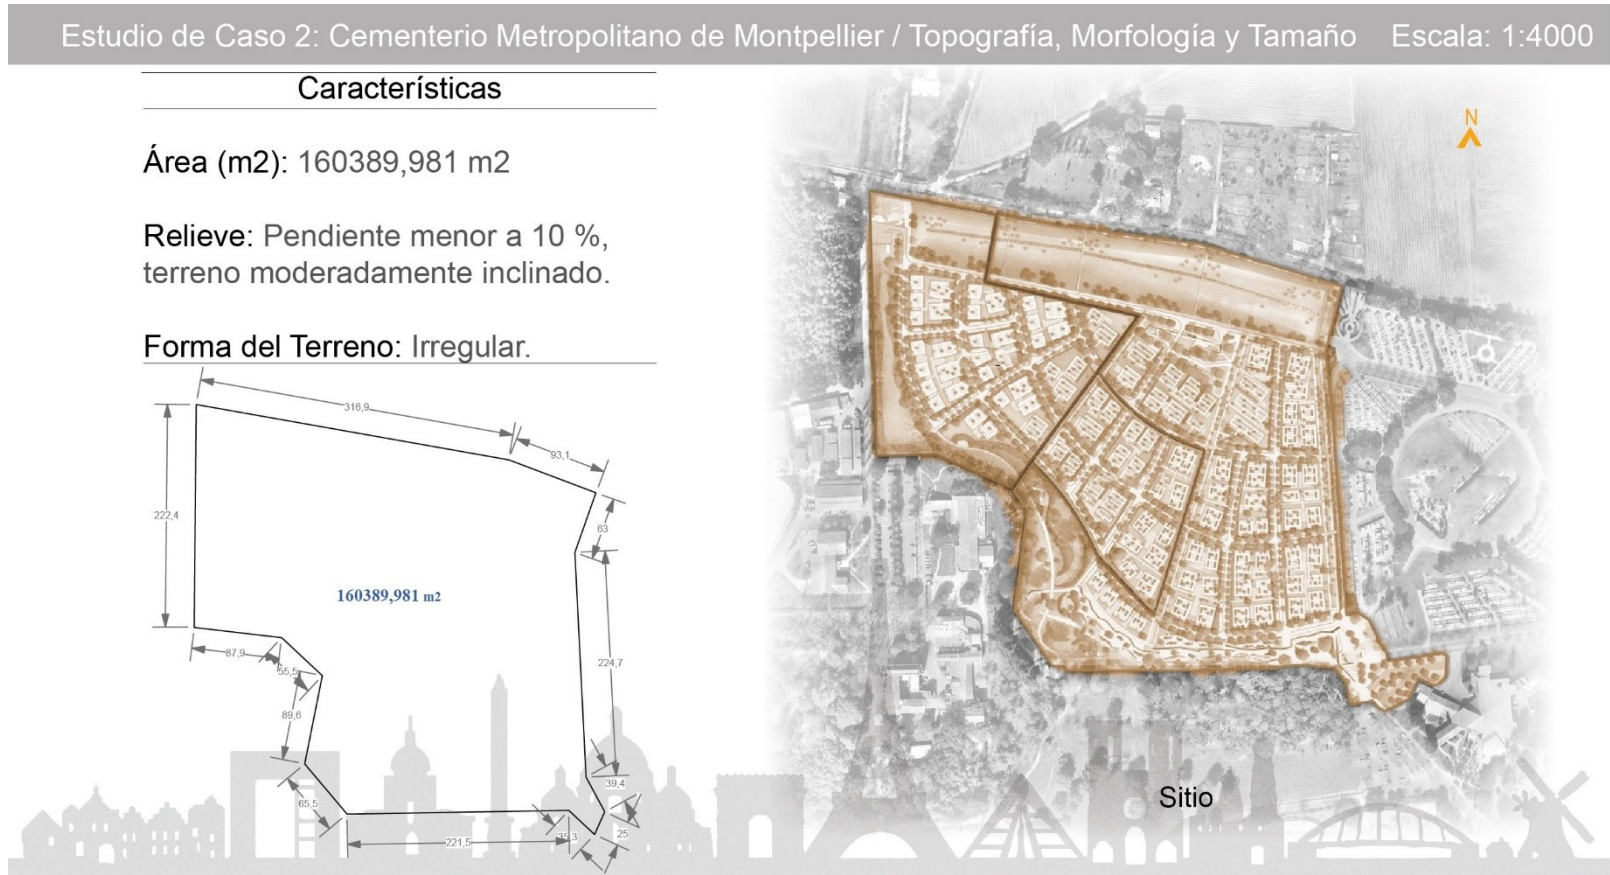 Estudio de Caso 2: Cementerio Metropolitano de Montpellier / Topografía, Morfología y Tamaño Escala: 1:4000
Características
Área (m2): 160389,981 m2
Relieve: Pendiente menor a 10 %,
terreno moderadamente inclinado.
Forma del Terreno: Irregular.
316,9
93,1
63
222,4
160389,981 m2
224,7
87,9
55,5
89,6
39,4
65,5
221,5
35,3
25
N
Sitio